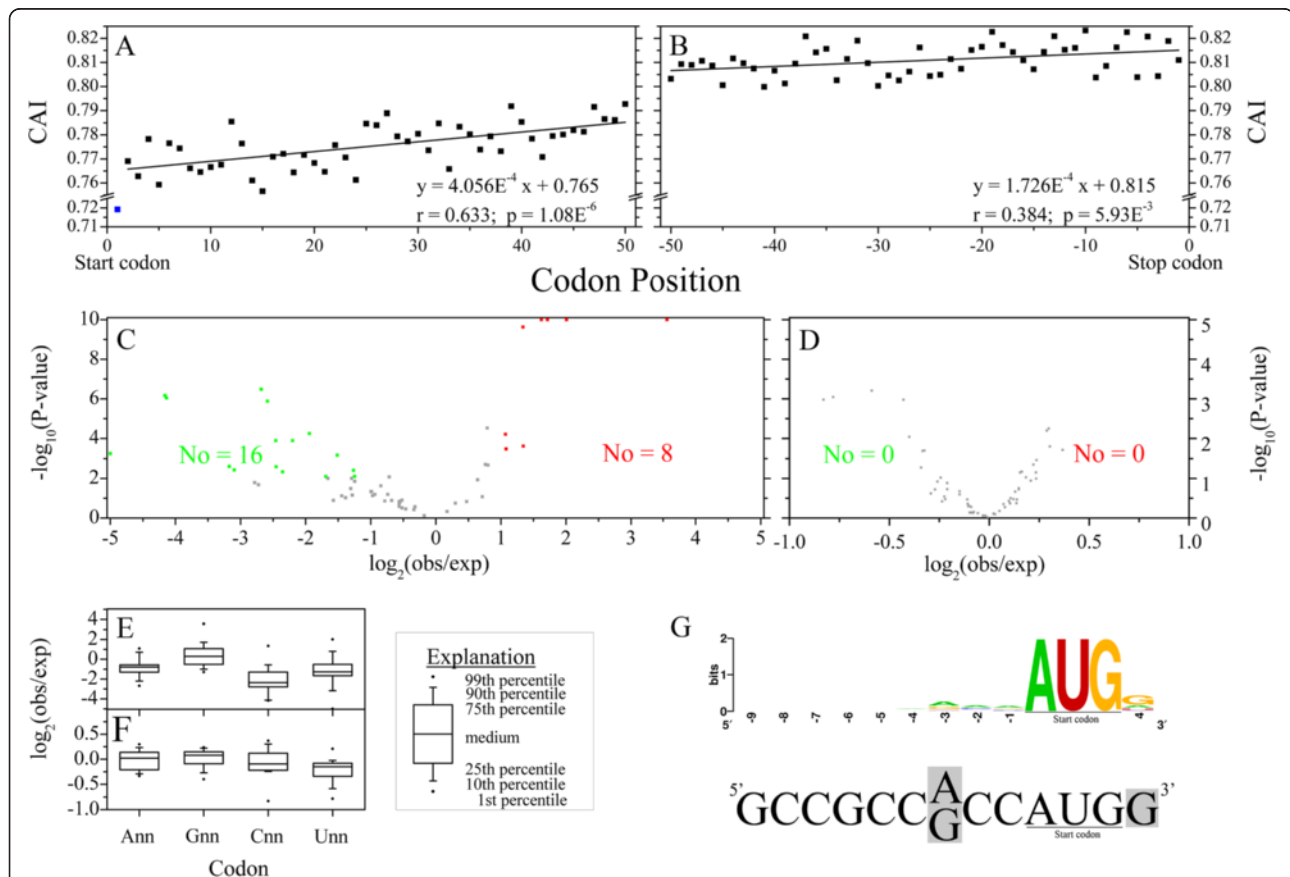 A
B
CAI
0.82
0.81
0.80
0.79
0.78
0.77
0.76
0.72
0.71
y = 4.056E-4 x + 0.765
r = 0.633; p = 1.08E-6
0 10 20 30 40 50
Start codon
y = 1.726E-4 x + 0.815
r = 0.384; p = 5.93E-3
-50 -40 -30 -20 -10 0
Stop codon
0.82
0.81
0.80
0.79
0.78
0.77
0.76
0.72
0.71
CAI
Codon Position
C
-log10(P-value)
10
8
6
4
2
0
No = 16
No = 8
-5 -4 -3 -2 -1 0 1 2 3 4 5
log2(obs/exp)
D
No = 0
No = 0
5
4
3
2
1
0
-log10(P-value)
-1.0 -0.5 0.0 0.5 1.0
log2(obs/exp)
E
4
2
0
-2
-4
log2(obs/exp)
F
0.5
0.0
-0.5
-1.0
Ann Gnn Cnn Unn
Codon
Explanation
99th percentile
90th percentile
75th percentile
medium
25th percentile
10th percentile
1st percentile
G
2
1
0
bits
AUGG
5′ -9 -8 -7 -6 -5 -4 -3 -2 -1 Start codon 4 3′
5′ GCCGCC A CCAUGG 3′
G
Start codon